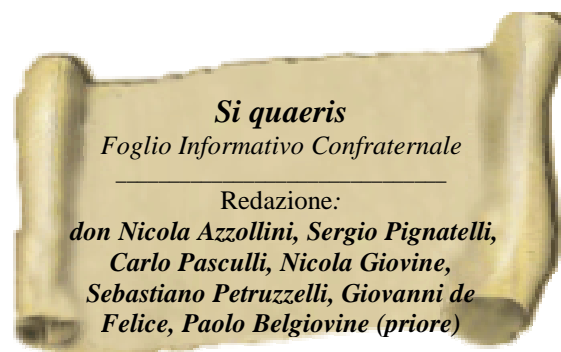 Si quaeris
Foglio Informativo Confraternale
Redazione:
don Nicola Azzollini, Sergio Pignatelli,
Carlo Pasculli, Nicola Giovine,
Sebastiano Petruzzelli, Giovanni de
Felice, Paolo Belgiovine (priore)